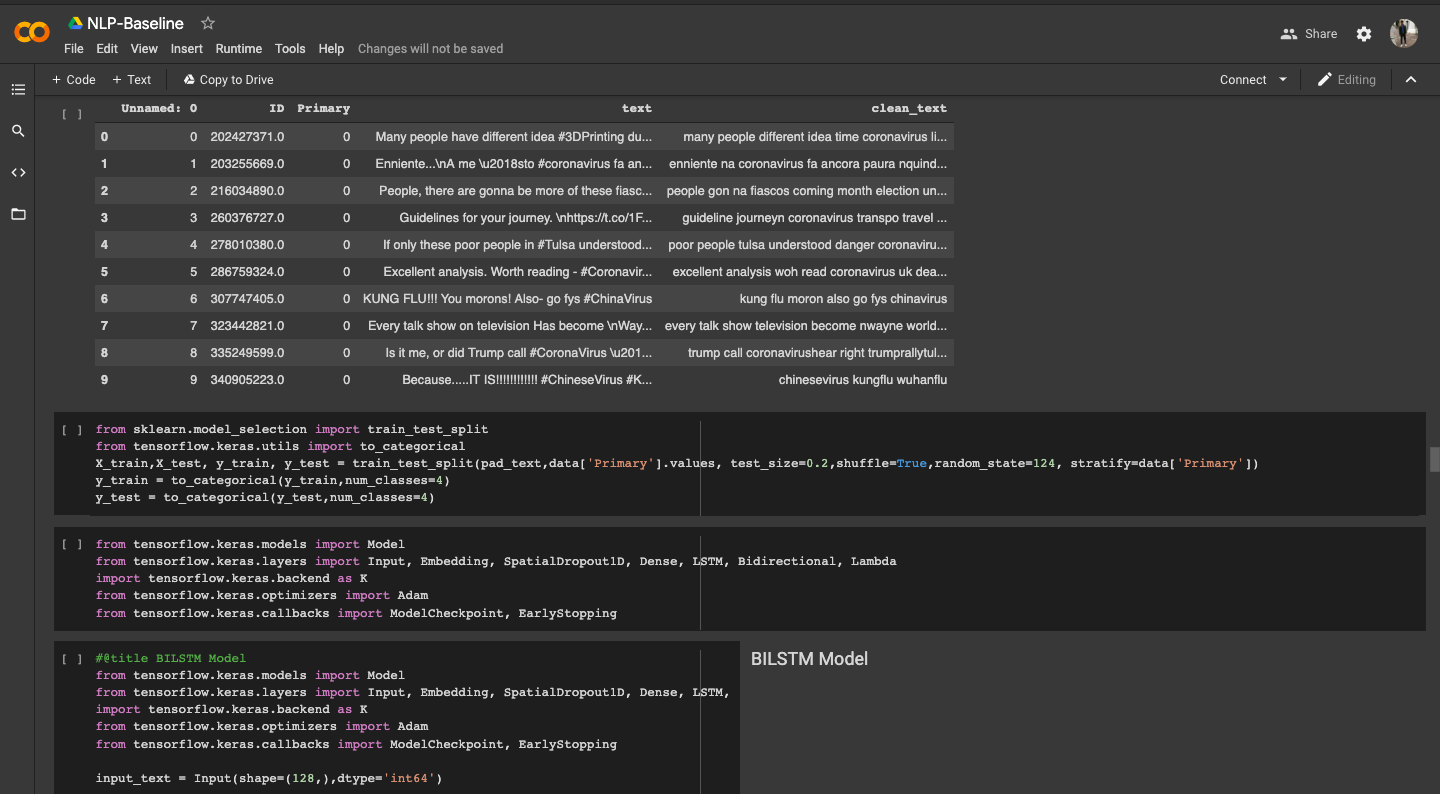 NLP-Baseline
File Edit View Insert Runtime Tools Help Changes will not be saved
Share
+ Code + Text Copy to Drive
Connect Editing
[ ]
Unnamed: 0 ID Primary text clean_text
0 0 202427371.0 0 Many people have different idea #3DPrinting du... many people different idea time coronavirus li...
1 1 203255669.0 0 Enniente...\nA me \u2018sto #coronavirus fa an... enniente na coronavirus fa ancora paura nquind...
2 2 216034890.0 0 People, there are gonna be more of these fiasc... people gon na fiascos coming month election un...
3 3 260376727.0 0 Guidelines for your journey. \nhttps://t.co/1F... guideline journeyn coronavirus transpo travel ...
4 4 278010380.0 0 If only these poor people in #Tulsa understood... poor people tulsa understood danger coronaviru...
5 5 286759324.0 0 Excellent analysis. Worth reading - #Coronavir... excellent analysis woh read coronavirus uk dea...
6 6 307747405.0 0 KUNG FLU!!! You morons! Also- go fys #ChinaVirus kung flu moron also go fys chinavirus
7 7 323442821.0 0 Every talk show on television Has become \nWay... every talk show television become nwayne world...
8 8 335249599.0 0 Is it me, or did Trump call #CoronaVirus \u201... trump call coronavirushear right trumprallytul...
9 9 340905223.0 0 Because.....IT IS!!!!!!!!!!!! #ChineseVirus #K... chinesevirus kungflu wuhanflu
[ ] from sklearn.model_selection import train_test_split
from tensorflow.keras.utils import to_categorical
X_train,X_test, y_train, y_test = train_test_split(pad_text,data['Primary'].values, test_size=0.2,shuffle=True,random_state=124, stratify=data['Primary'])
y_train = to_categorical(y_train,num_classes=4)
y_test = to_categorical(y_test,num_classes=4)
[ ] from tensorflow.keras.models import Model
from tensorflow.keras.layers import Input, Embedding, SpatialDropout1D, Dense, LSTM, Bidirectional, Lambda
import tensorflow.keras.backend as K
from tensorflow.keras.optimizers import Adam
from tensorflow.keras.callbacks import ModelCheckpoint, EarlyStopping
[ ] #@title BILSTM Model
BILSTM Model
from tensorflow.keras.models import Model
from tensorflow.keras.layers import Input, Embedding, SpatialDropout1D, Dense, LSTM,
import tensorflow.keras.backend as K
from tensorflow.keras.optimizers import Adam
from tensorflow.keras.callbacks import ModelCheckpoint, EarlyStopping
input_text = Input(shape=(128,),dtype='int64')